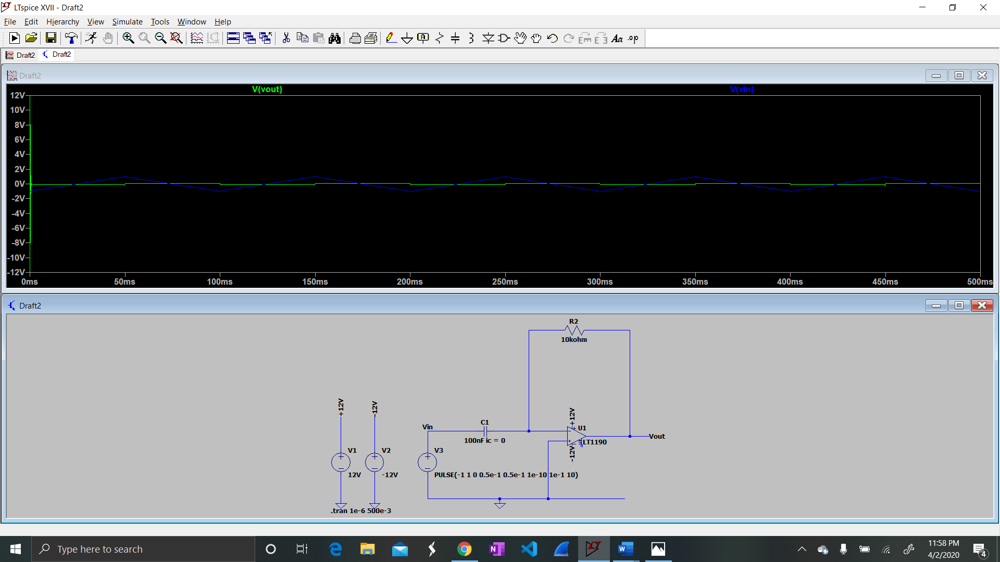 LTspice XVII - Draft2
File Edit Hierarchy View Simulate Tools Window Help
Draft2 Draft2
Draft2
V(vout) V(vin)
12V
10V
8V
6V
4V
2V
0V
-2V
-4V
-6V
-8V
-10V
-12V
0ms 50ms 100ms 150ms 200ms 250ms 300ms 350ms 400ms 450ms 500ms
Draft2
R2
10kohm
+12V
-12V
+12V
Vin
C1
U1
100nF ic = 0
Vout
LT1190
-12V
V1
V2
V3
12V
-12V
PULSE(-1 1 0 0.5e-1 0.5e-1 1e-10 1e-1 10)
.tran 1e-6 500e-3
Type here to search
11:58 PM
4/2/2020
4